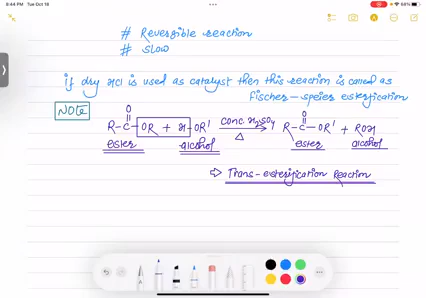 9:44 PM Tue Oct 18
56%
# Reversible reaction
# Slow
if dry HCl is used as catalyst then this reaction is called as
Fischer-Speier esterification
NOTE
O O
R-C-OR + H-OR' conc. H2SO4 R-C-OR' + ROH
Δ
ester alcohol ester alcohol
⇒ Trans-esterification Reaction